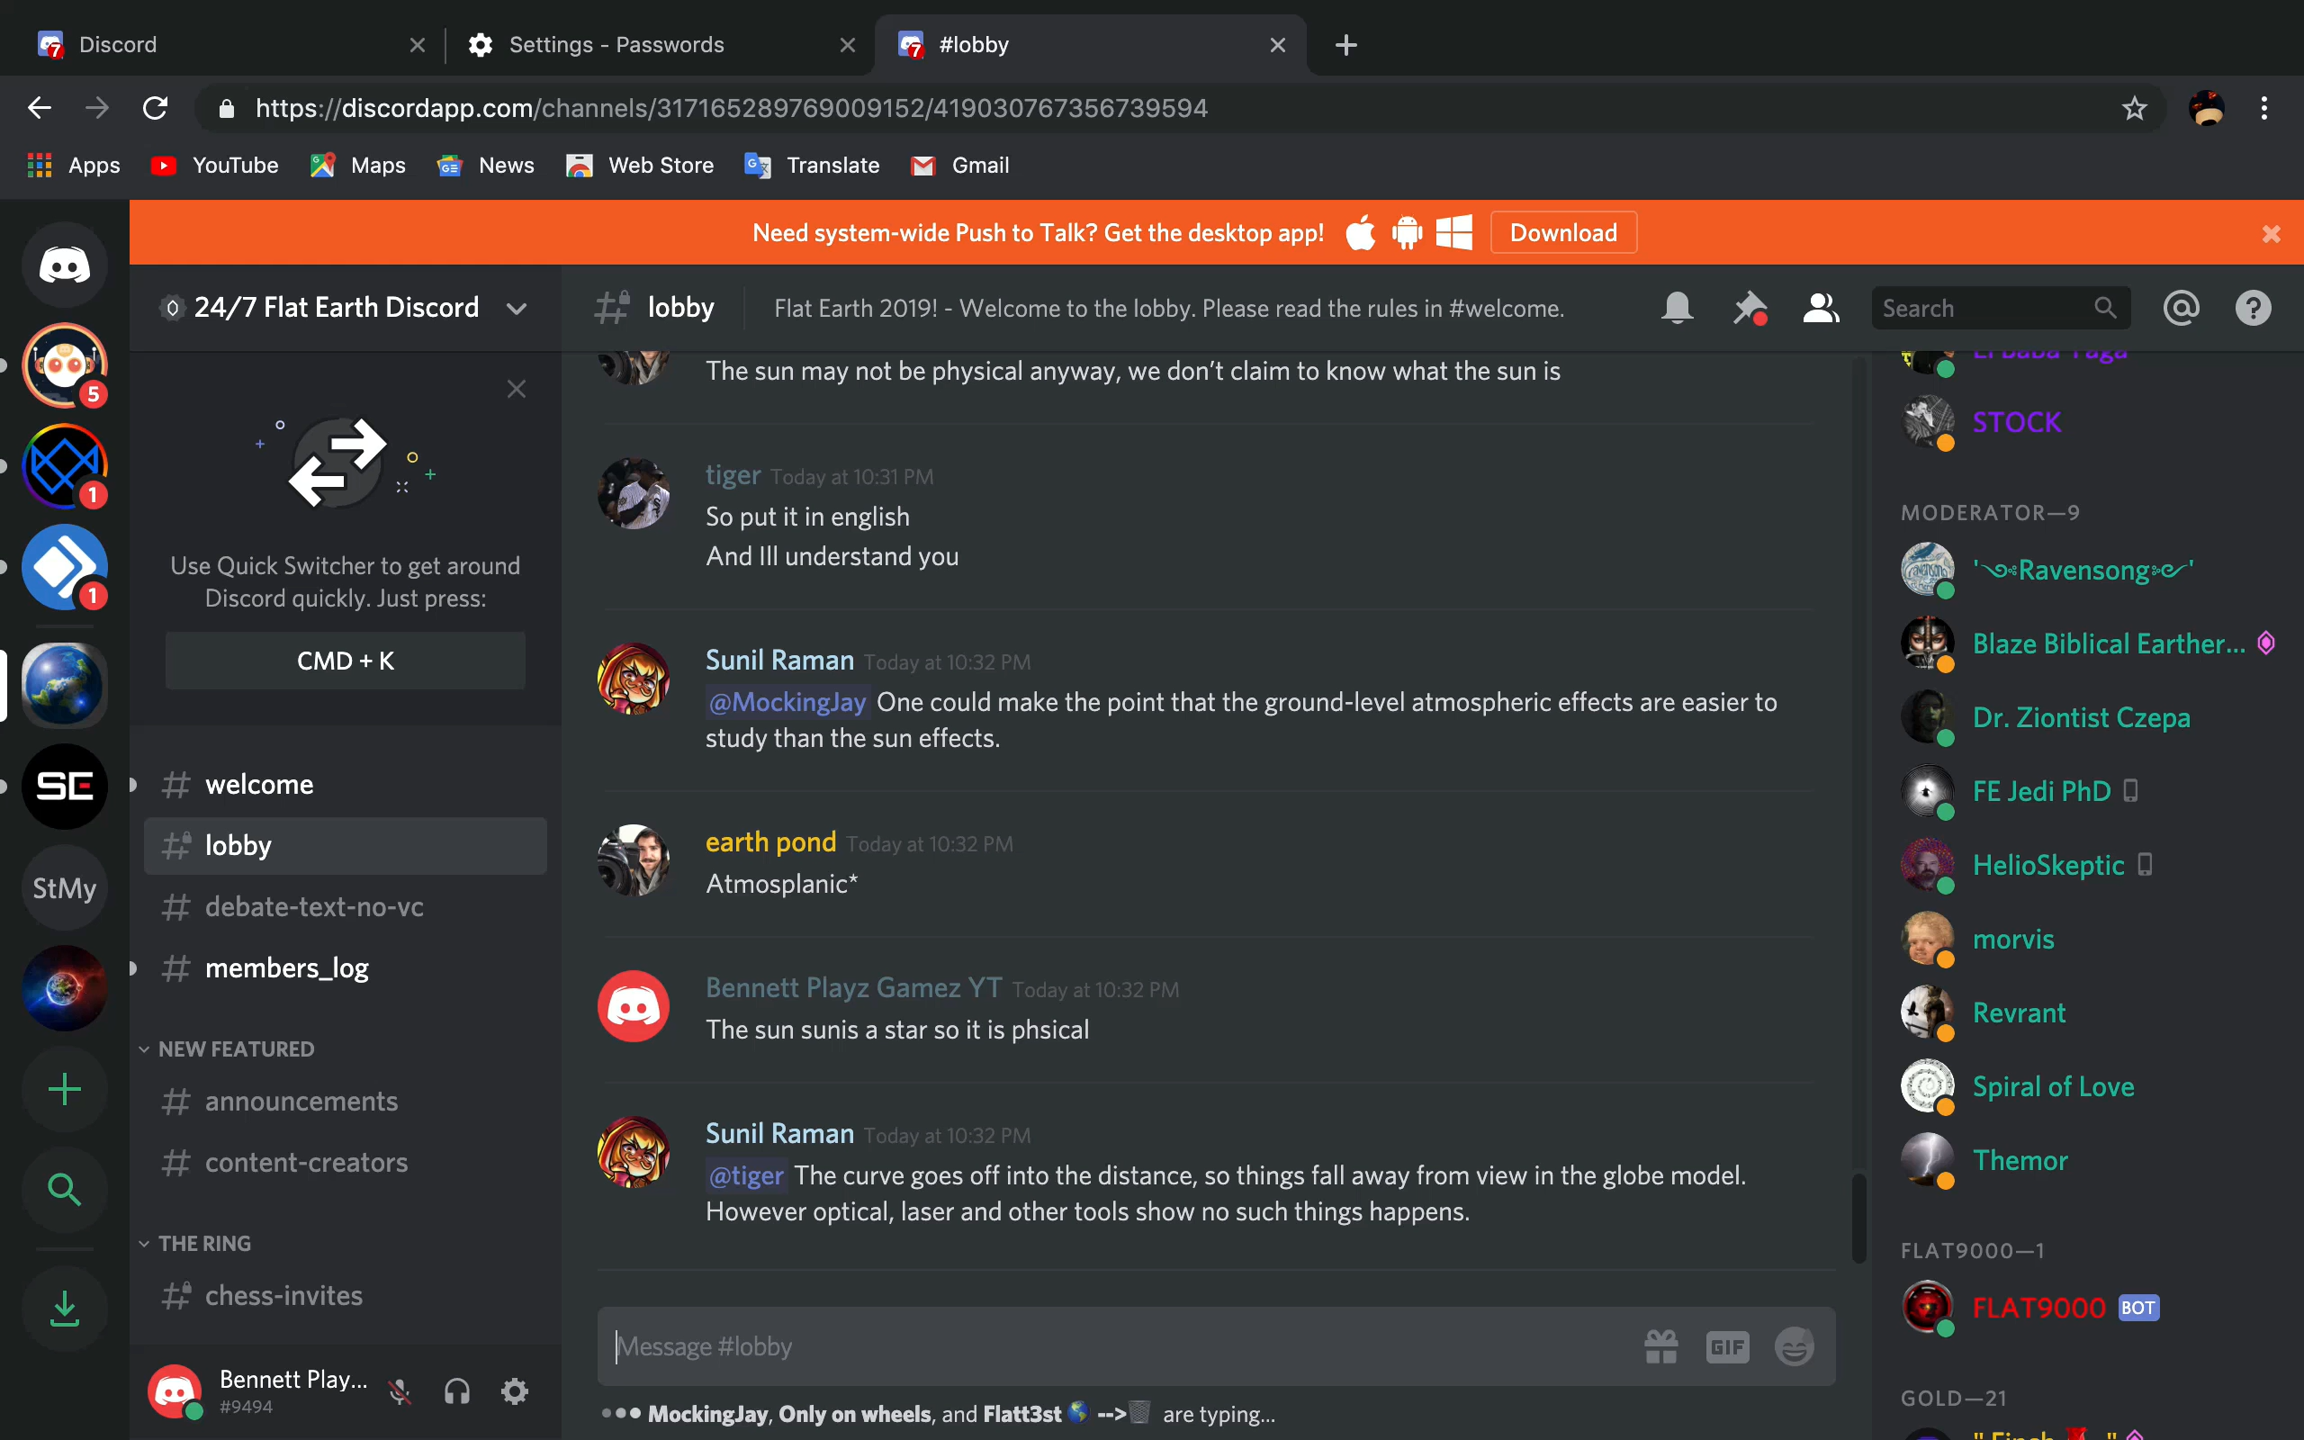 Discord
Settings - Passwords
#lobby
https://discordapp.com/channels/317165289769009152/419030767356739594
Apps
YouTube
Maps
News
Web Store
Translate
Gmail
Need system-wide Push to Talk? Get the desktop app!
Download
24/7 Flat Earth Discord
Use Quick Switcher to get around
Discord quickly. Just press:
CMD + K
welcome
lobby
debate-text-no-vc
members_log
NEW FEATURED
announcements
content-creators
THE RING
chess-invites
Bennett Play...
#9494
5
1
1
SE
StMy
lobby
Flat Earth 2019! - Welcome to the lobby. Please read the rules in #welcome.
Search
The sun may not be physical anyway, we don't claim to know what the sun is
tiger Today at 10:31 PM
So put it in english
And Ill understand you
Sunil Raman Today at 10:32 PM
@MockingJay One could make the point that the ground-level atmospheric effects are easier to
study than the sun effects.
earth pond Today at 10:32 PM
Atmosplanic*
Bennett Playz Gamez YT Today at 10:32 PM
The sun sunis a star so it is phsical
Sunil Raman Today at 10:32 PM
@tiger The curve goes off into the distance, so things fall away from view in the globe model.
However optical, laser and other tools show no such things happens.
Message #lobby
GIF
MockingJay, Only on wheels, and Flatt3st 🌎 -->🗑 are typing...
El Baba Yaga
STOCK
MODERATOR—9
'༄༻Ravensong༺࿐'
Blaze Biblical Earther...
Dr. Ziontist Czepa
FE Jedi PhD
HelioSkeptic
morvis
Revrant
Spiral of Love
Themor
FLAT9000—1
FLAT9000 BOT
GOLD—21